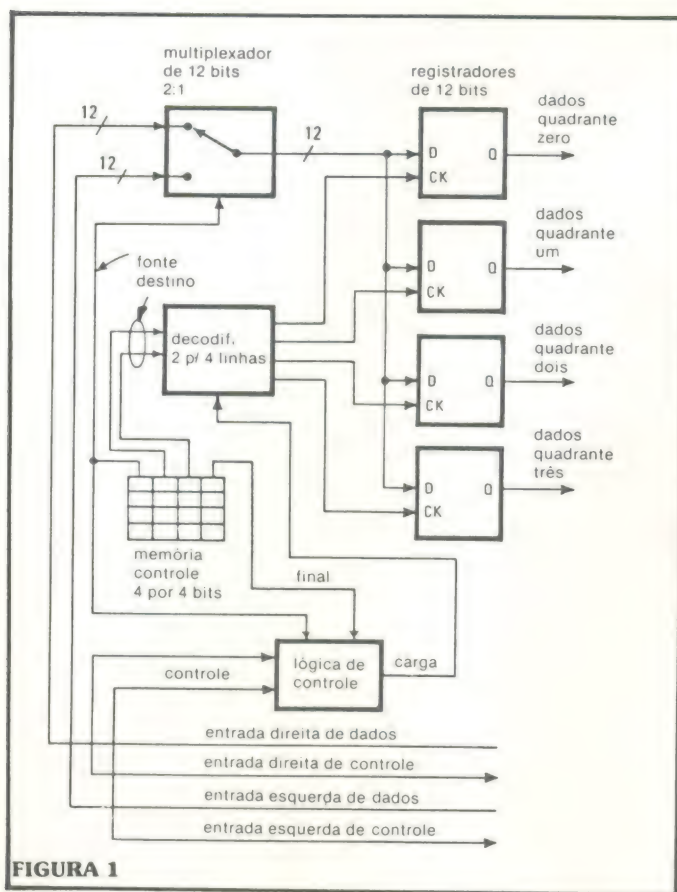 multiplexador
de 12 bits
2:1
registradores
de 12 bits
12
12
12
D
Q
CK
dados
quadrante
zero
D
Q
CK
dados
quadrante
um
fonte
destino
decodif.
2 p/ 4 linhas
D
Q
CK
dados
quadrante
dois
D
Q
CK
dados
quadrante
três
memória
controle
4 por 4 bits
final
controle
lógica de
controle
carga
entrada direita de dados
entrada direita de controle
entrada esquerda de dados
entrada esquerda de controle
FIGURA 1